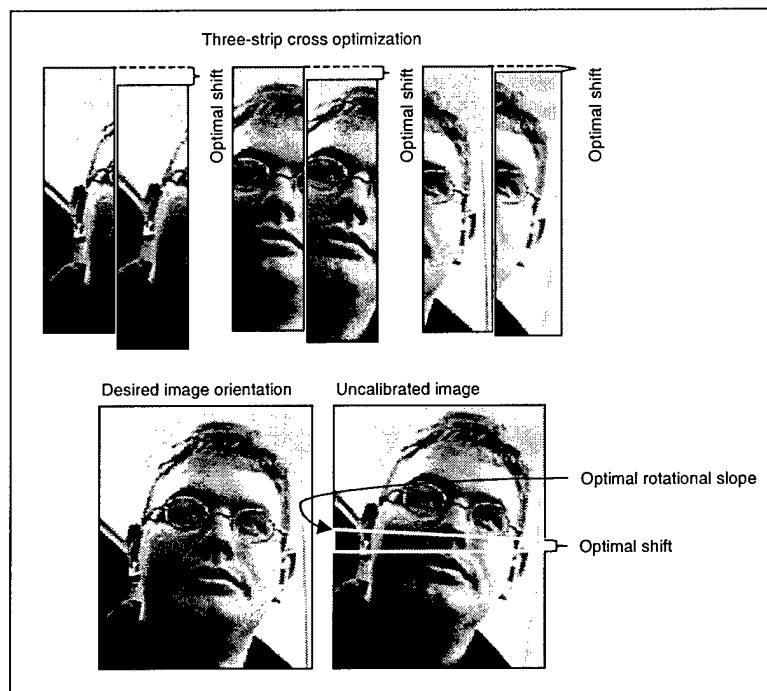 Three-strip cross optimization
Optimal shift
Optimal shift
Optimal shift
Desired image orientation
Uncalibrated image
Optimal rotational slope
Optimal shift